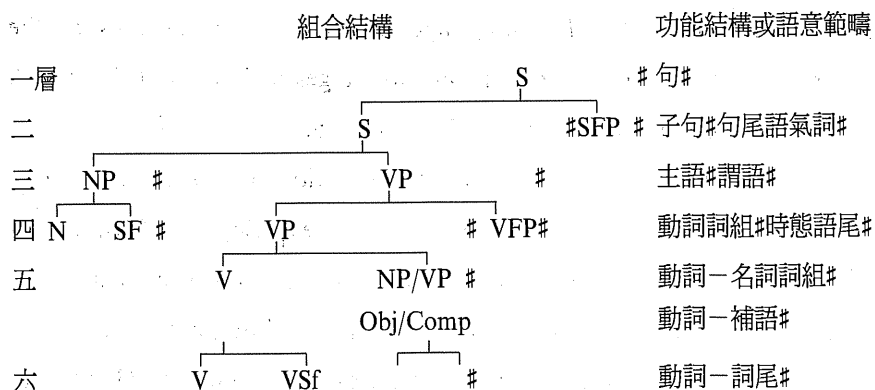 組合結構 功能結構或語意範疇
一層 S ♯ 句♯
二 S ♯SFP ♯ 子句♯句尾語氣詞♯
三 NP ♯ VP ♯ 主語♯謂語♯
四 N SF ♯ VP ♯ VFP♯ 動詞詞組♯時態語尾♯
五 V NP/VP ♯ 動詞－名詞詞組♯
Obj/Comp 動詞－補語♯
六 V VSf ♯ 動詞－詞尾♯